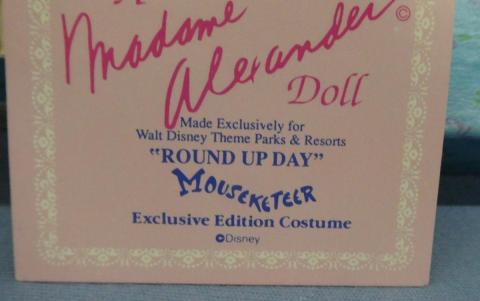 Madame
Alexander ©
Doll
Made Exclusively for
Walt Disney Theme Parks & Resorts
"ROUND UP DAY"
MOUSEKETEER
Exclusive Edition Costume
©Disney